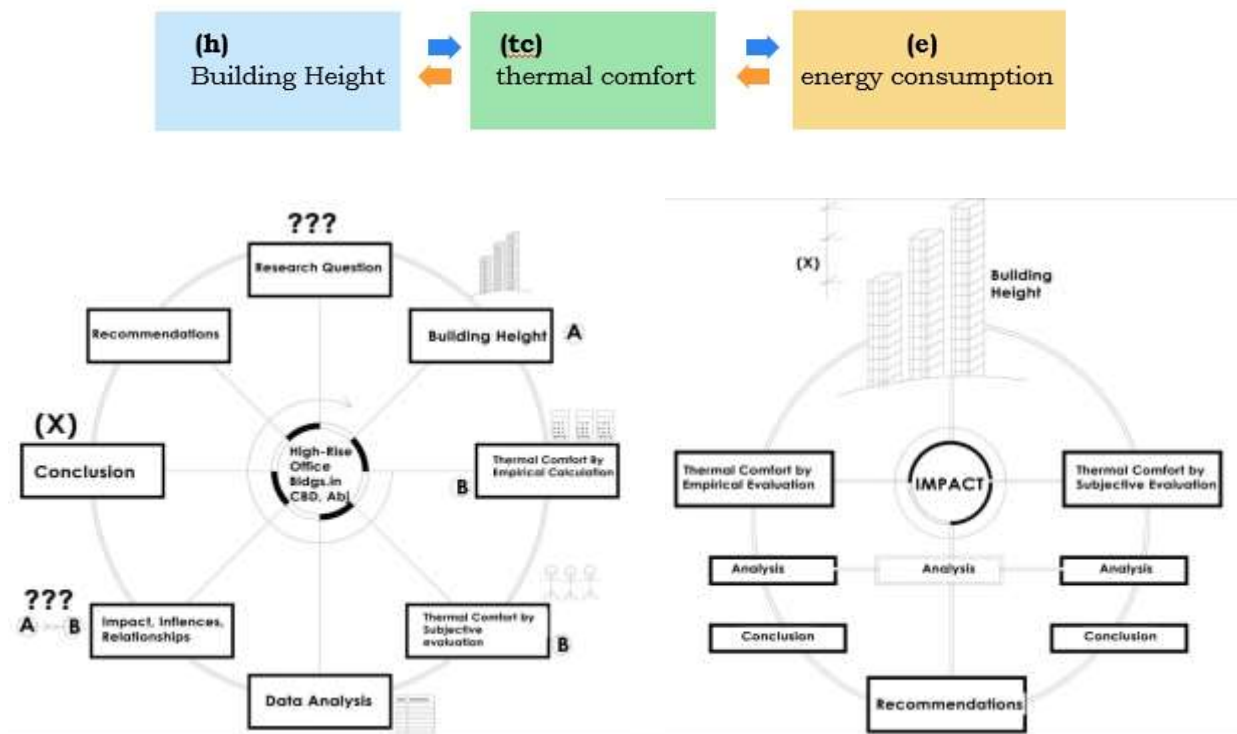 (h)
Building Height
(tc)
thermal comfort
(e)
energy consumption
???
Research Question
Building Height A
Thermal Comfort By
Empirical Calculation
B
Thermal Comfort by
Subjective
evaluation
B
Data Analysis
???
A B
Impact, Inflences,
Relationships
(X)
Conclusion
Recommendations
High-Rise
Office
Bldgs.in
CBD, Abj
(X)
Building
Height
Thermal Comfort by
Empirical Evaluation
IMPACT
Thermal Comfort by
Subjective Evaluation
Analysis
Analysis
Analysis
Conclusion
Conclusion
Recommendations